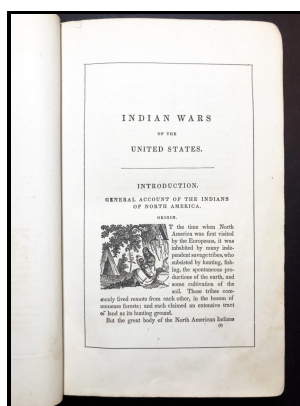 INDIAN WARS
OF THE
UNITED STATES.
INTRODUCTION.
GENERAL ACCOUNT OF THE INDIANS
OF NORTH AMERICA.
ORIGIN.
T the time when North
America was first visited
by the Europeans, it was
inhabited by many inde-
pendent savage tribes, who
subsisted by hunting, fish-
ing, the spontaneous pro-
ductions of the earth, and
some cultivation of the
soil. These tribes com-
monly lived remote from each other, in the bosom of
immense forests; and each claimed an extensive tract
of land as its hunting ground.
But the great body of the North American Indians